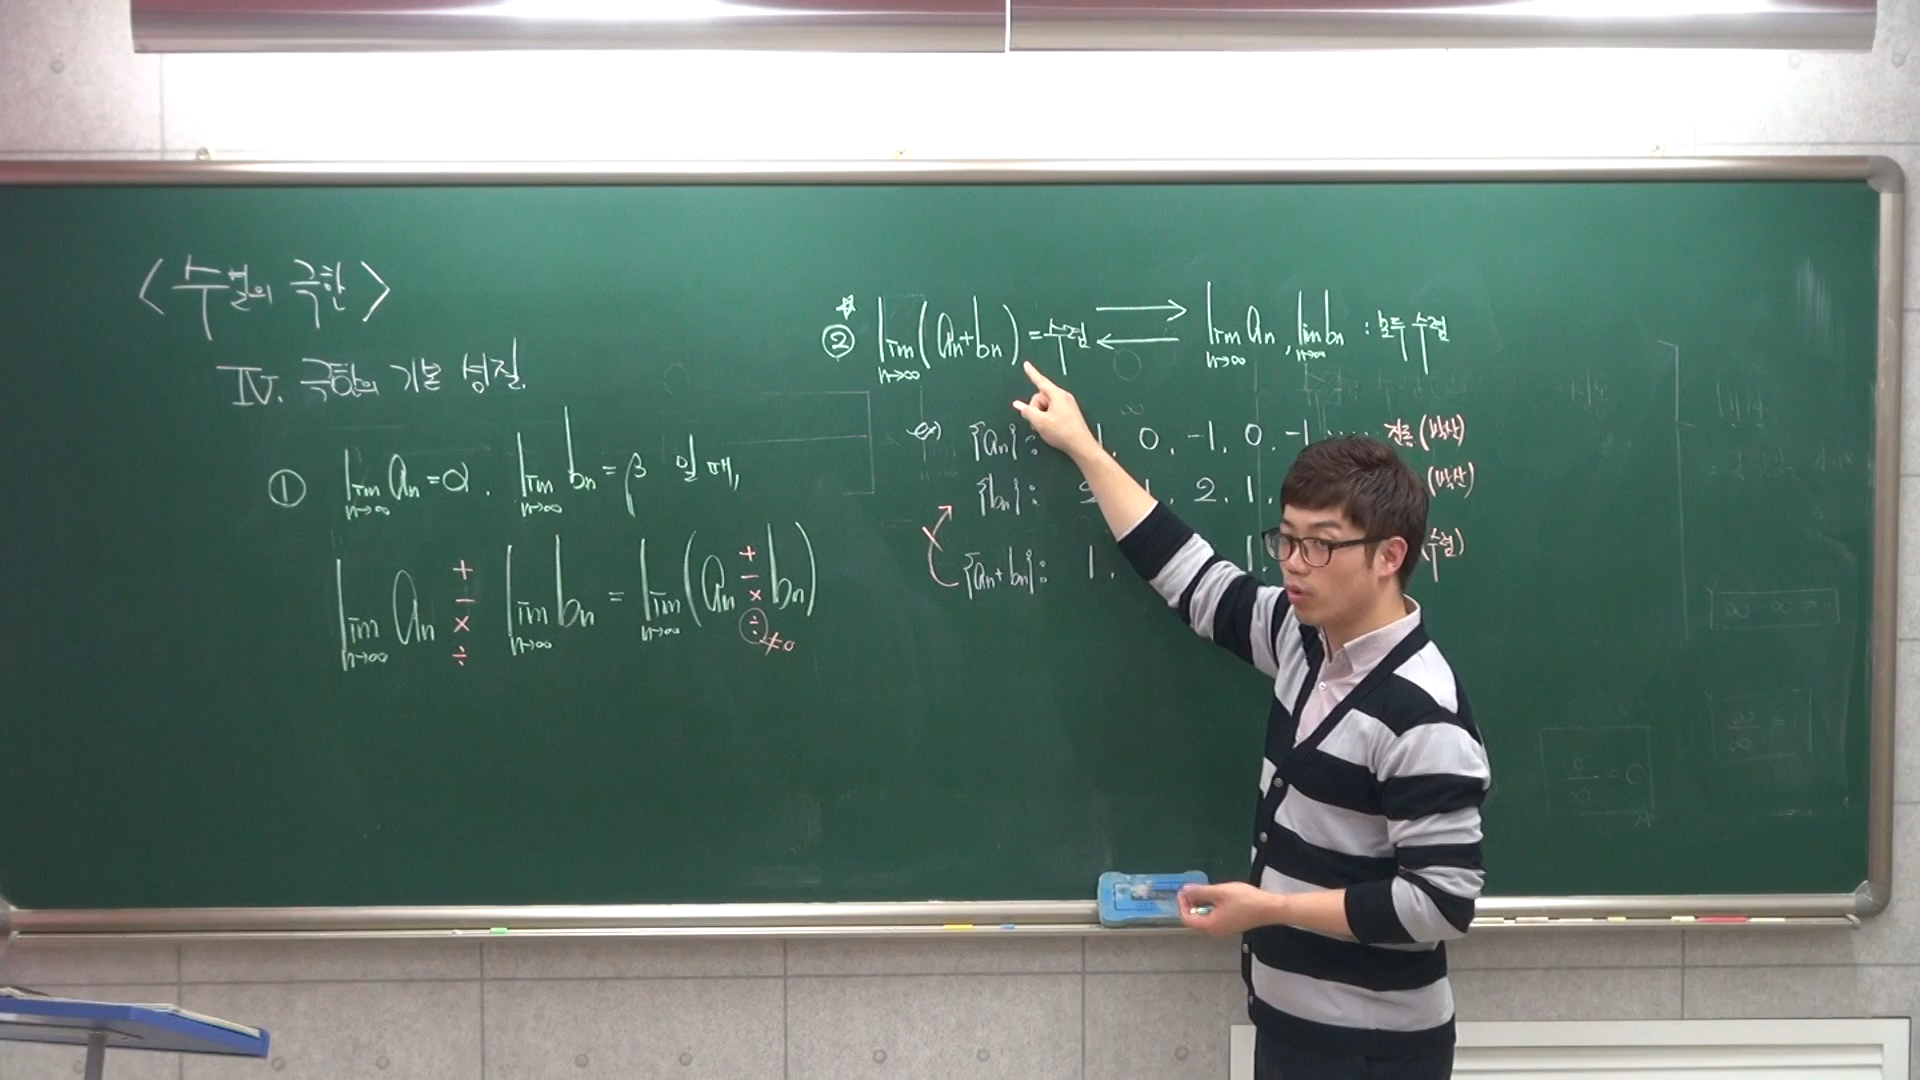 <수열의 극한>
IV. 극한의 기본 성질.
① lim n→∞ an = α, lim n→∞ bn = β 일 때,
lim n→∞ an + − × ÷ lim n→∞ bn = lim n→∞ (an + − × ÷ bn) ≠0
☆ ② lim n→∞ (an+bn) = 수렴 → ← lim n→∞ an, lim n→∞ bn : 모두 수렴
ex) {an} : 1, 0, -1, 0, -1 ⋯ 진동 (발산)
{bn} : 2, 1, 2, 1, (발산)
{an+bn} : 1, 1, (수렴)